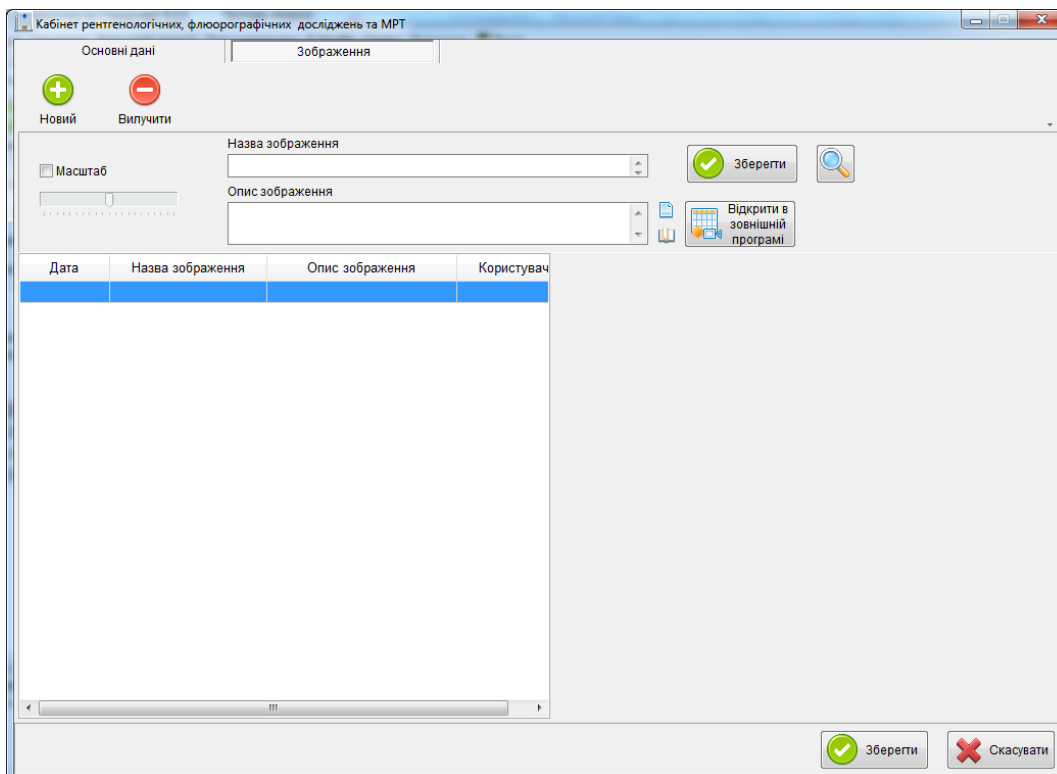 Кабінет рентгенологічних, флюорографічних досліджень та МРТ
Основні дані
Зображення
Новий
Вилучити
Назва зображення
Масштаб
Зберегти
Опис зображення
Відкрити в
зовнішній
програмі
Дата
Назва зображення
Опис зображення
Користувач
Зберегти
Скасувати